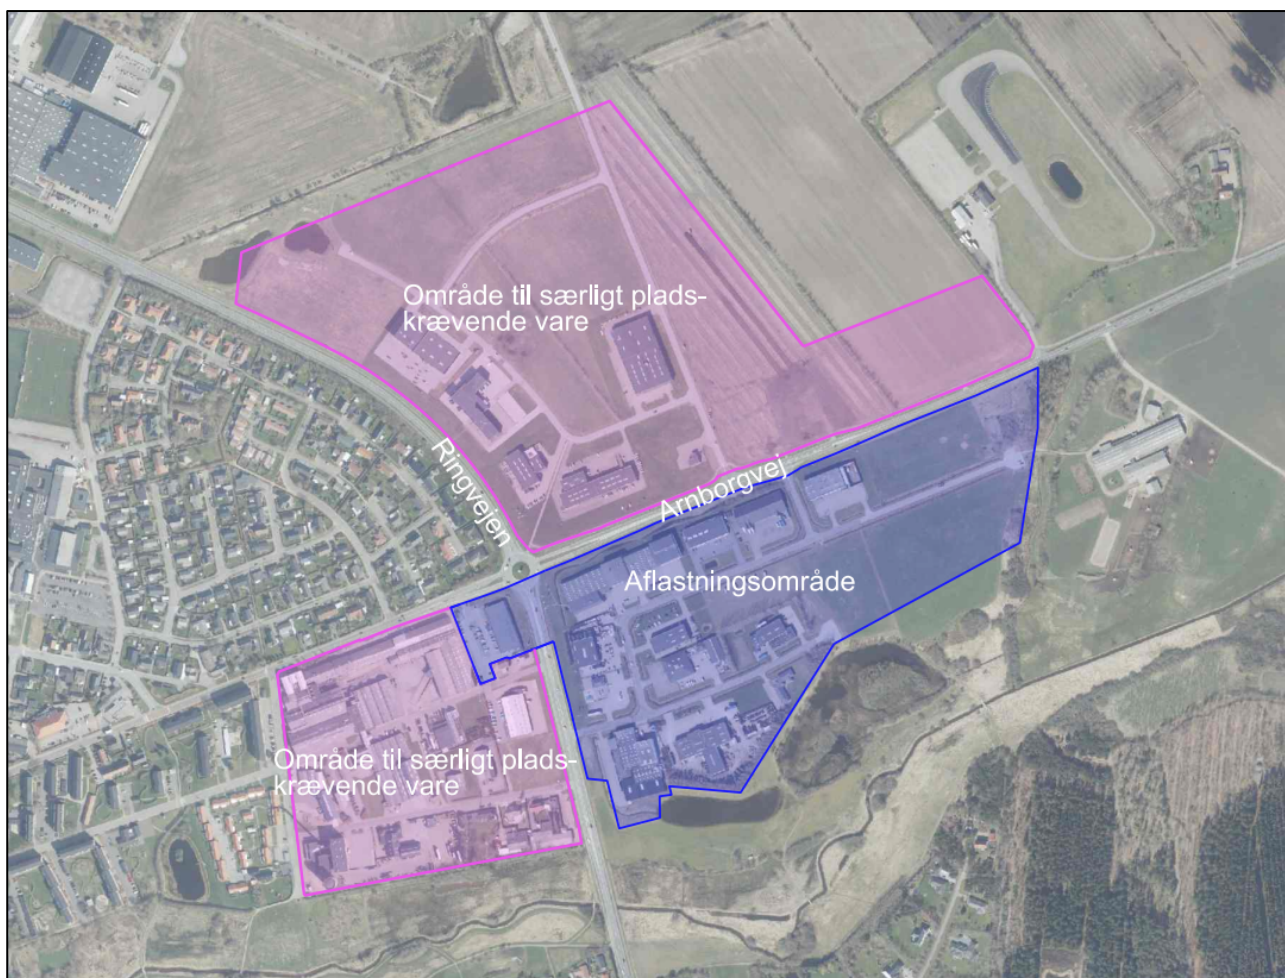 Område til særligt plads-
krævende vare
Ringvejen
Arnborgvej
Aflastningsområde
Område til særligt plads-
krævende vare